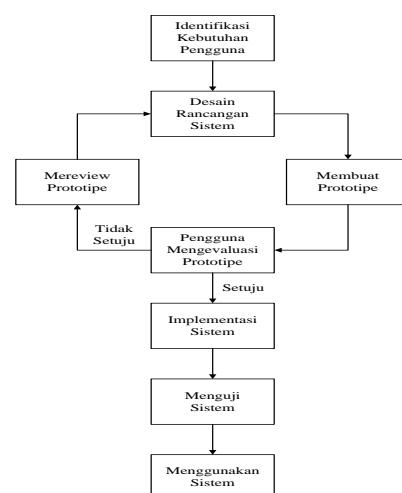 Identifikasi
Kebutuhan
Pengguna
Desain
Rancangan
Sistem
Mereview
Prototipe
Membuat
Prototipe
Tidak
Setuju
Pengguna
Mengevaluasi
Prototipe
Setuju
Implementasi
Sistem
Menguji
Sistem
Menggunakan
Sistem